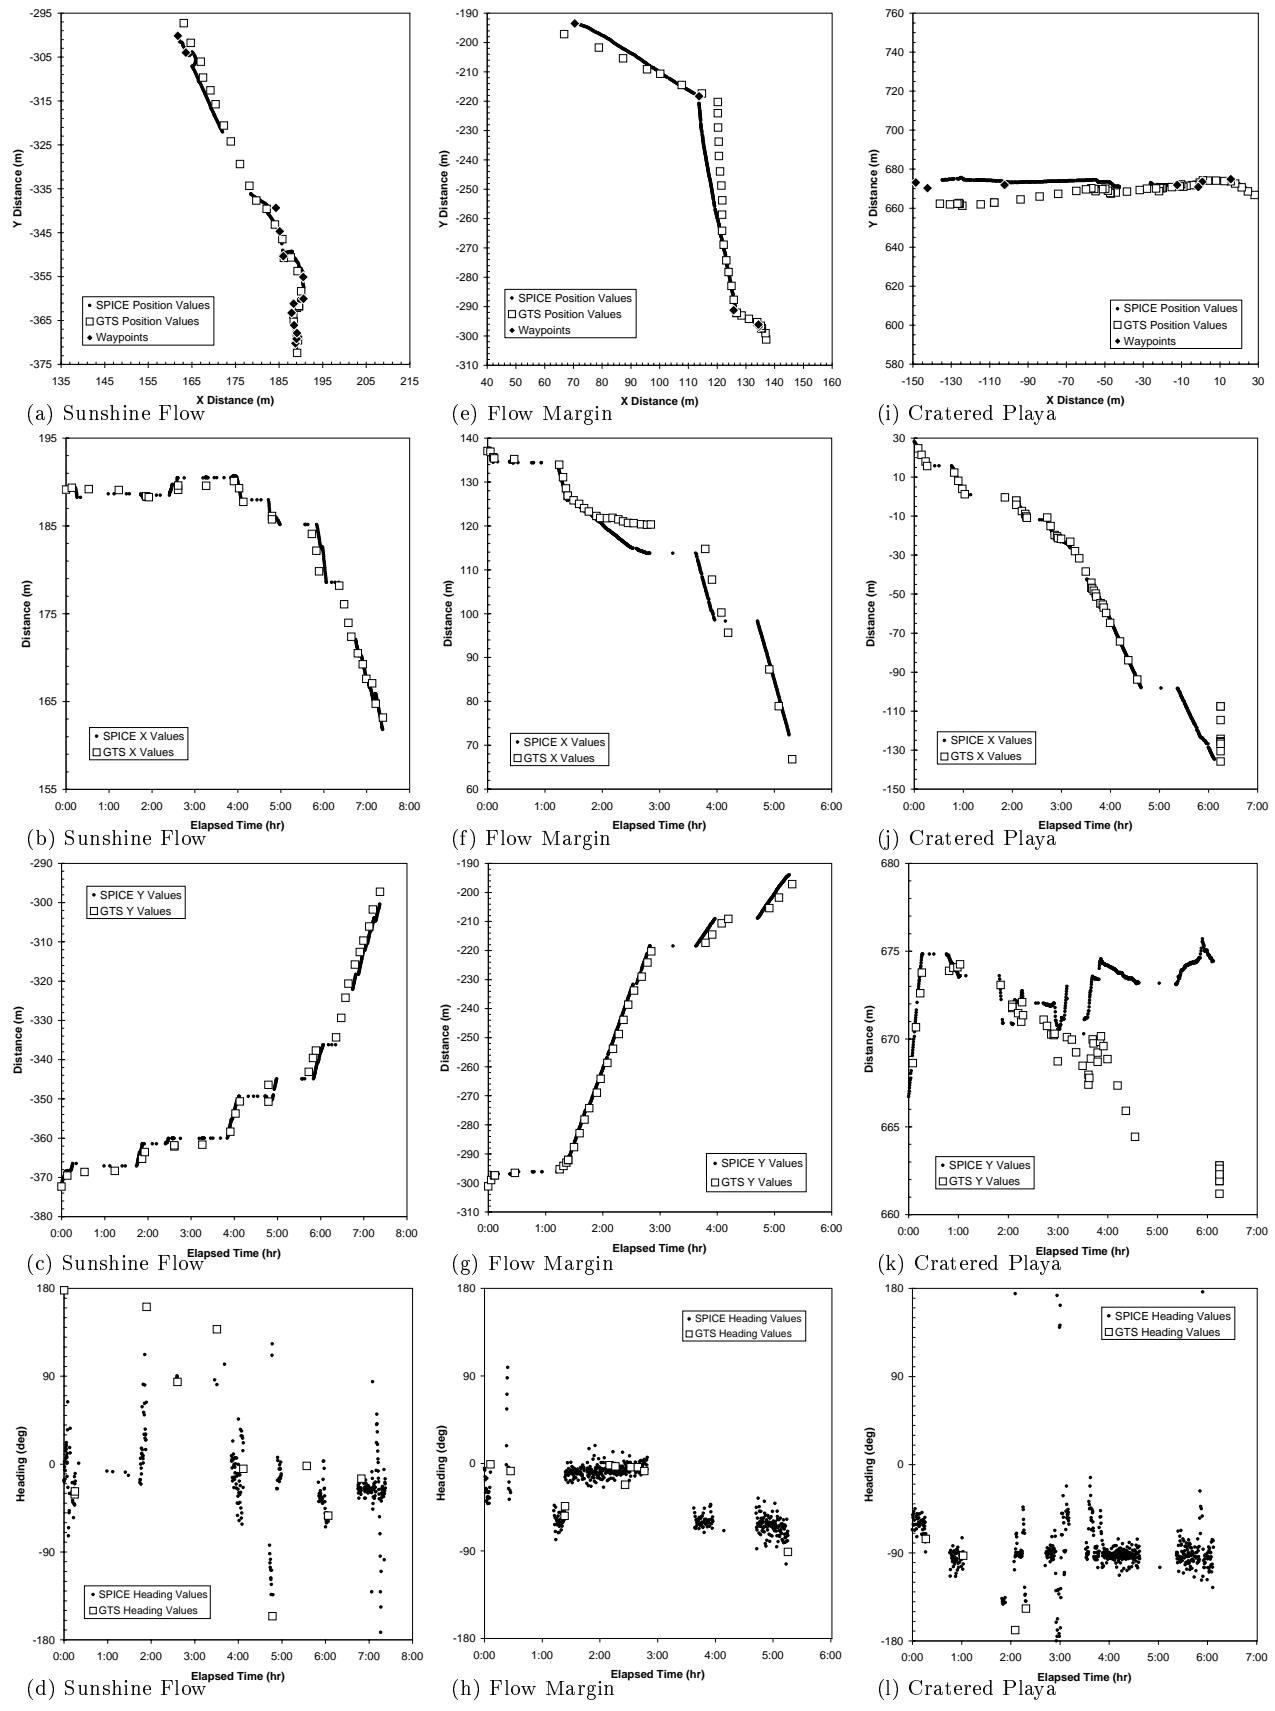 -295
-305
-315
-325
-335
-345
-355
-365
-375
Y Distance (m)
SPICE Position Values
GTS Position Values
Waypoints
135 145 155 165 175 185 195 205 215
X Distance (m)
(a) Sunshine Flow
-190
-200
-210
-220
-230
-240
-250
-260
-270
-280
-290
-300
-310
Y Distance (m)
SPICE Position Values
GTS Position Values
Waypoints
40 50 60 70 80 90 100 110 120 130 140 150 160
X Distance (m)
(e) Flow Margin
760
740
720
700
680
660
640
620
600
580
Y Distance (m)
SPICE Position Values
GTS Position Values
Waypoints
-150 -130 -110 -90 -70 -50 -30 -10 10 30
X Distance (m)
(i) Cratered Playa
195
185
175
165
155
Distance (m)
SPICE X Values
GTS X Values
0:00 1:00 2:00 3:00 4:00 5:00 6:00 7:00 8:00
Elapsed Time (hr)
(b) Sunshine Flow
140
130
120
110
100
90
80
70
60
Distance (m)
SPICE X Values
GTS X Values
0:00 1:00 2:00 3:00 4:00 5:00 6:00
Elapsed Time (hr)
(f) Flow Margin
30
10
-10
-30
-50
-70
-90
-110
-130
-150
Distance (m)
SPICE X Values
GTS X Values
0:00 1:00 2:00 3:00 4:00 5:00 6:00 7:00
Elapsed Time (hr)
(j) Cratered Playa
-290
-300
-310
-320
-330
-340
-350
-360
-370
-380
Distance (m)
SPICE Y Values
GTS Y Values
0:00 1:00 2:00 3:00 4:00 5:00 6:00 7:00 8:00
Elapsed Time (hr)
(c) Sunshine Flow
-190
-200
-210
-220
-230
-240
-250
-260
-270
-280
-290
-300
-310
Distance (m)
SPICE Y Values
GTS Y Values
0:00 1:00 2:00 3:00 4:00 5:00 6:00
Elapsed Time (hr)
(g) Flow Margin
680
675
670
665
660
Distance (m)
SPICE Y Values
GTS Y Values
0:00 1:00 2:00 3:00 4:00 5:00 6:00 7:00
Elapsed Time (hr)
(k) Cratered Playa
180
90
0
-90
-180
Heading (deg)
SPICE Heading Values
GTS Heading Values
0:00 1:00 2:00 3:00 4:00 5:00 6:00 7:00 8:00
Elapsed Time (hr)
(d) Sunshine Flow
180
90
0
-90
-180
Heading (deg)
SPICE Heading Values
GTS Heading Values
0:00 1:00 2:00 3:00 4:00 5:00 6:00
Elapsed Time (hr)
(h) Flow Margin
180
90
0
-90
-180
Heading (deg)
SPICE Heading Values
GTS Heading Values
0:00 1:00 2:00 3:00 4:00 5:00 6:00 7:00
Elapsed Time (hr)
(l) Cratered Playa